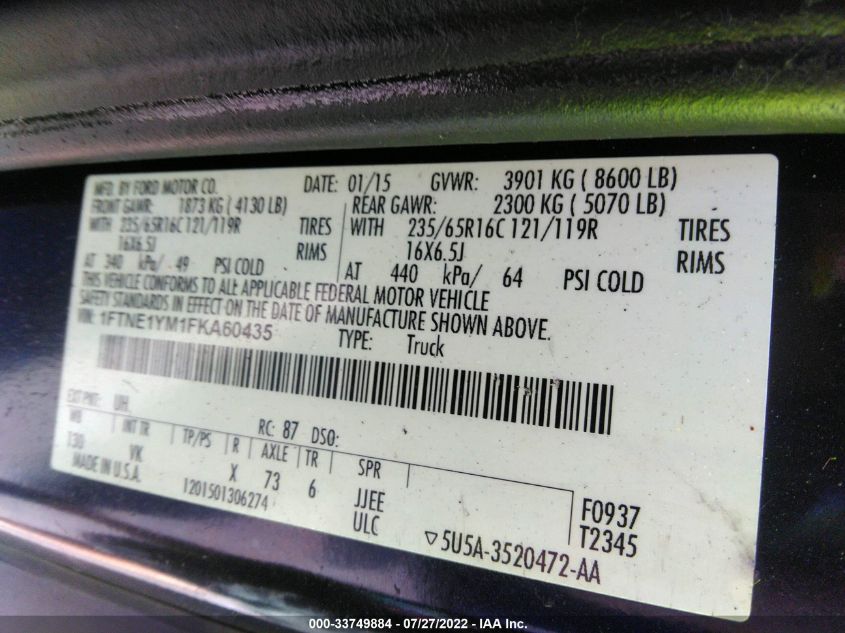 MFD. BY FORD MOTOR CO. DATE: 01/15 GVWR: 3901 KG ( 8600 LB)
FRONT GAWR: 1873 KG ( 4130 LB) REAR GAWR: 2300 KG ( 5070 LB)
235/65R16C 121/119R TIRES WITH 235/65R16C 121/119R TIRES
16X6.5J RIMS 16X6.5J RIMS
AT 340 kPa/ 49 PSI COLD AT 440 kPa/ 64 PSI COLD
THIS VEHICLE CONFORMS TO ALL APPLICABLE FEDERAL MOTOR VEHICLE
SAFETY STANDARDS IN EFFECT ON THE DATE OF MANUFACTURE SHOWN ABOVE.
VIN: 1FTNE1YM1FKA60435 TYPE: Truck
EXT PNT: UH. RC: 87 DSO:
WB INT TR TP/PS R AXLE TR SPR
130 VK X 73 6 JJEE F0937
MADE IN U.S.A. 1201501306274 ULC T2345
▽5U5A-3520472-AA
000-33749884 - 07/27/2022 - IAA Inc.